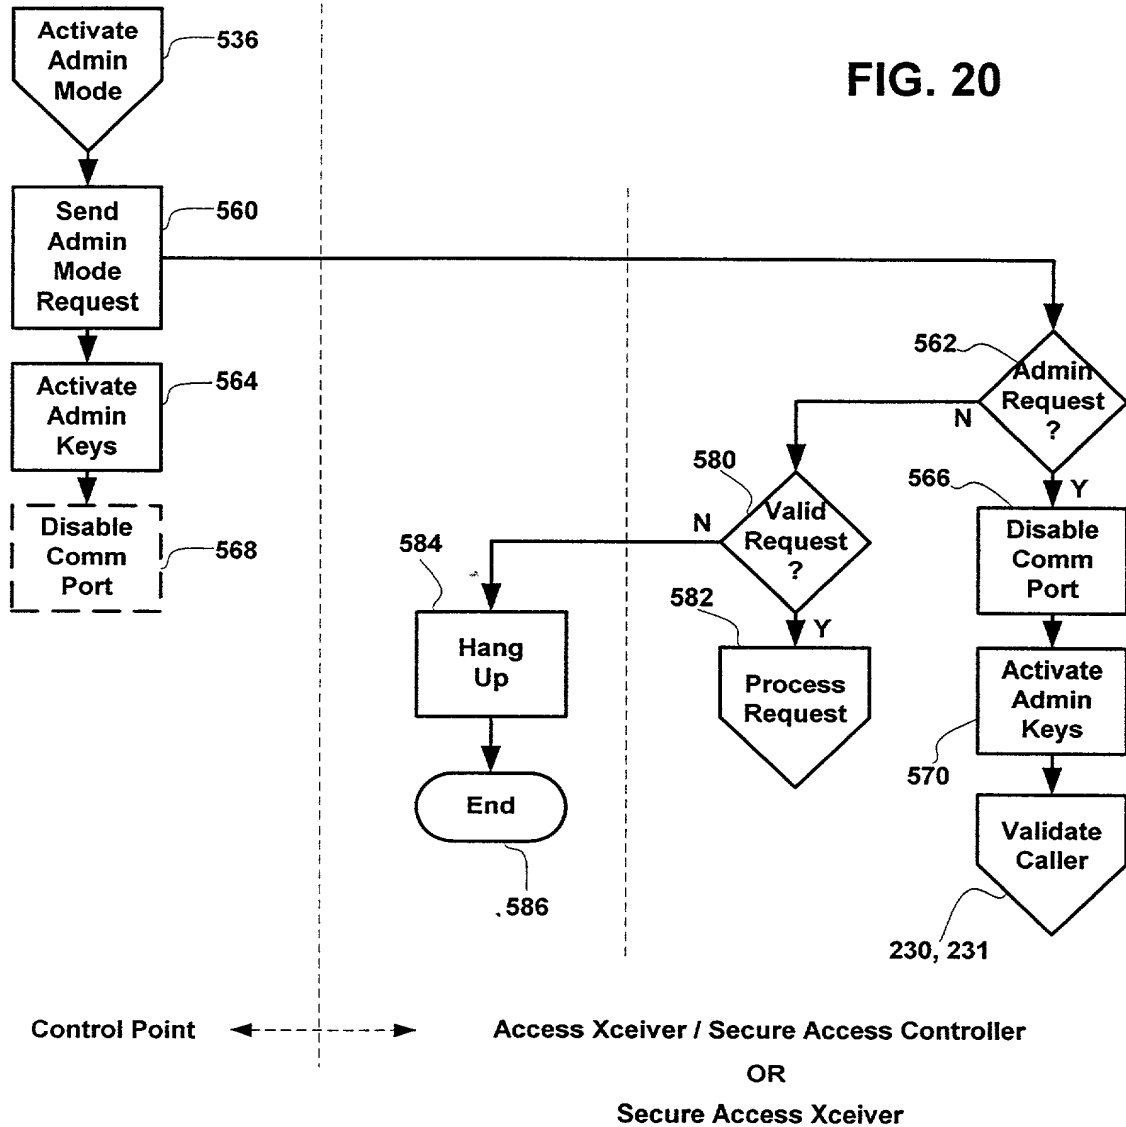 FIG. 20
Activate
Admin
Mode
536
Send
Admin
Mode
Request
560
Activate
Admin
Keys
564
Disable
Comm
Port
568
562
Admin
Request
?
N
Y
580
Valid
Request
?
N
Y
566
Disable
Comm
Port
584
Hang
Up
582
Process
Request
Activate
Admin
Keys
570
End
586
Validate
Caller
230, 231
Control Point
Access Xceiver / Secure Access Controller
OR
Secure Access Xceiver